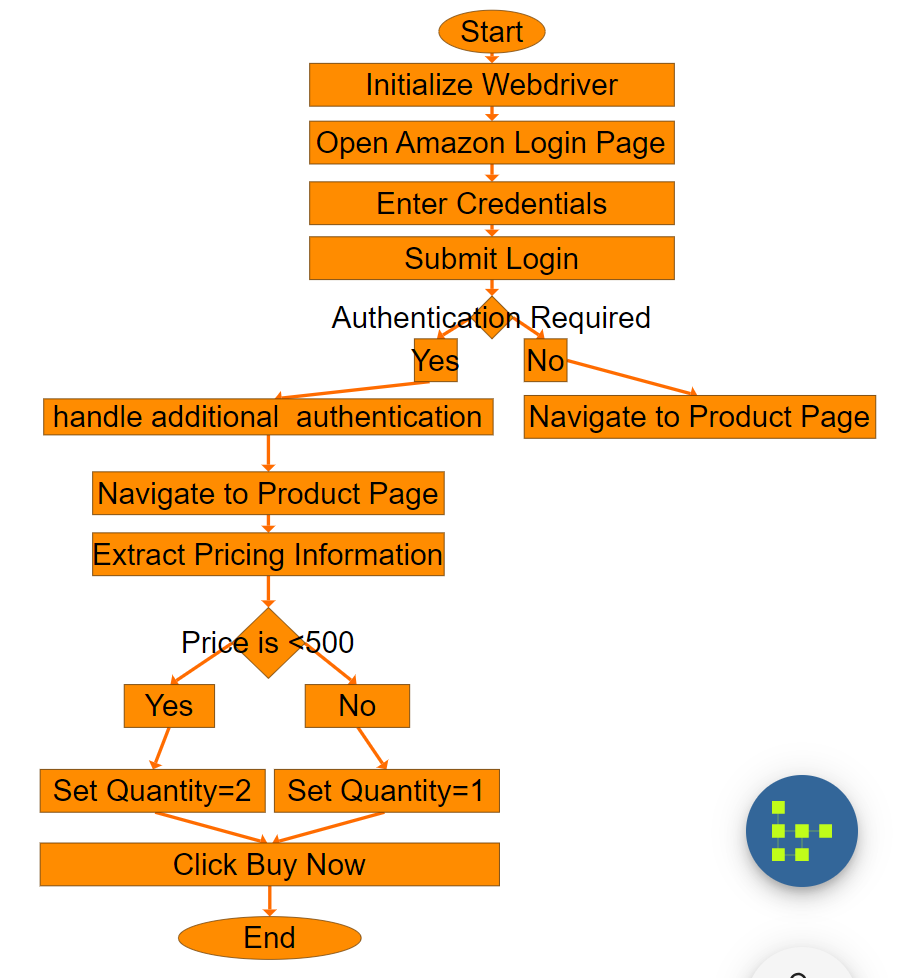 Start
Initialize Webdriver
Open Amazon Login Page
Enter Credentials
Submit Login
Authentication Required
Yes
No
handle additional  authentication
Navigate to Product Page
Navigate to Product Page
Extract Pricing Information
Price is <500
Yes
No
Set Quantity=2
Set Quantity=1
Click Buy Now
End